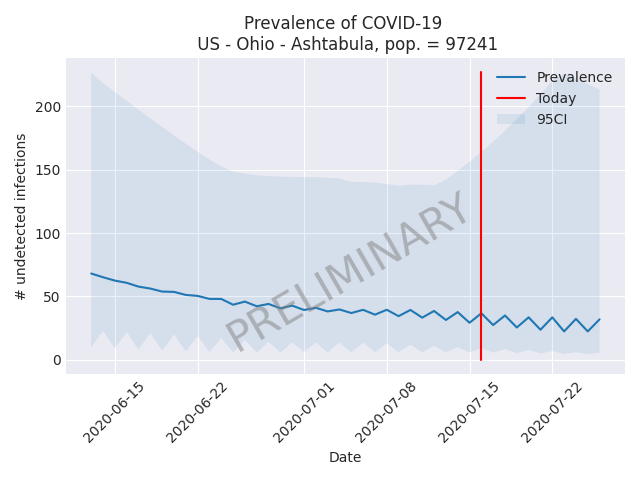 Prevalence of COVID-19
US - Ohio - Ashtabula, pop. = 97241
Prevalence
Today
95CI
# undetected infections
200
150
100
50
0
PRELIMINARY
2020-06-15
2020-06-22
2020-07-01
2020-07-08
2020-07-15
2020-07-22
Date